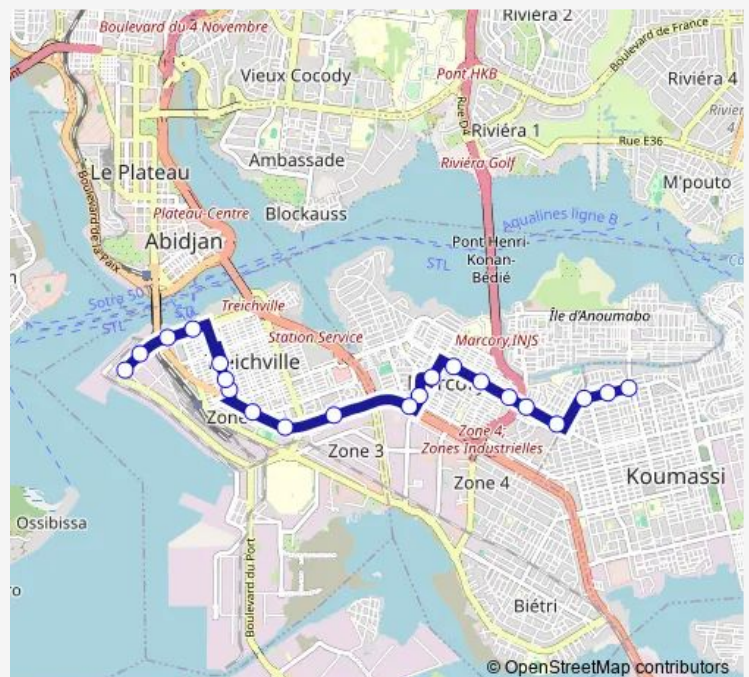 Riviéra 2
Boulevard du 4 Novembre
Boulevard de France
Vieux Cocody
Pont HKB
Riviéra 4
Rue D4
Riviéra 1
Rue E36
Ambassade
Riviéra Golf
Le Plateau
M'pouto
Boulevard de la Paix
Plateau-Centre
Blockauss
Aqualines ligne B
Abidjan
Pont Henri-
Konan-
Bédié
STL
Treichville
Île d'Anoumabo
STL
Station Service
Marcory,INJS
Zone 4,
Zones Industrielles
Zone 3
Zone 4
Koumassi
Ossibissa
Boulevard du Port
Biétri
© OpenStreetMap contributors